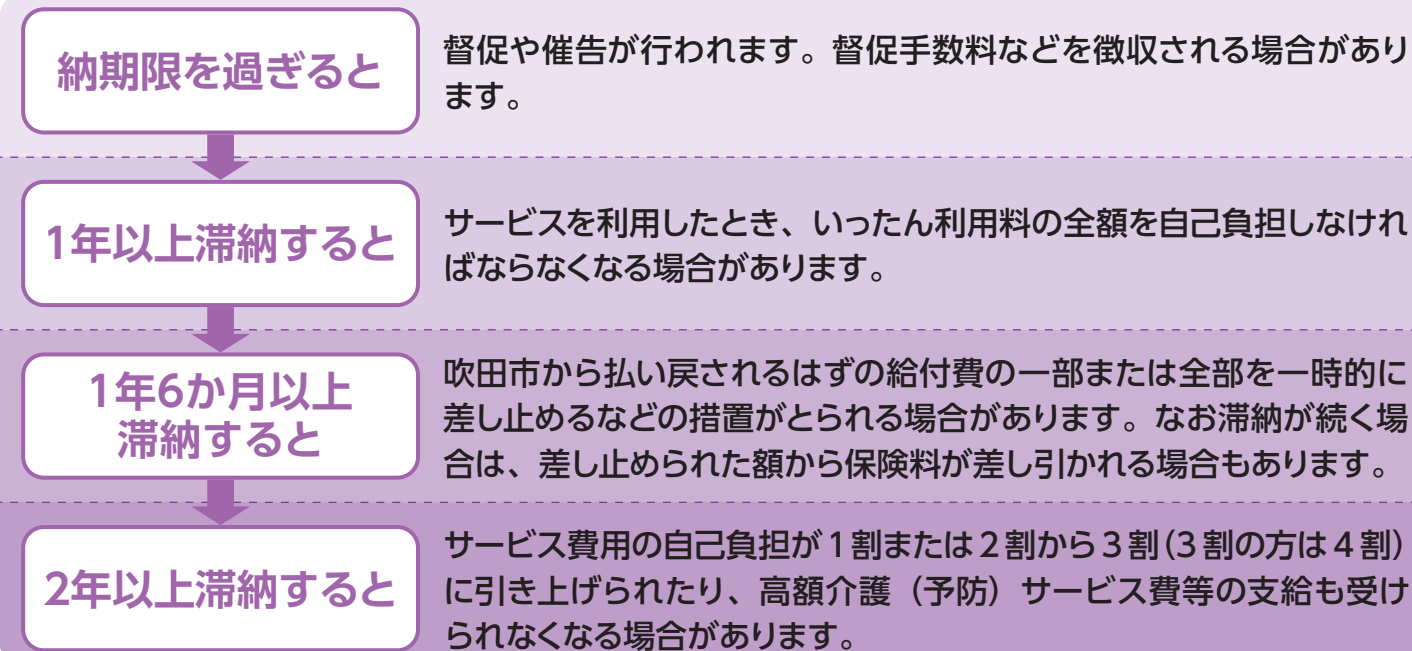 納期限を過ぎると
督促や催告が行われます。督促手数料などを徴収される場合があり
ます。
1年以上滞納すると
サービスを利用したとき、いったん利用料の全額を自己負担しなけれ
ばならなくなる場合があります。
1年6か月以上
滞納すると
吹田市から払い戻されるはずの給付費の一部または全部を一時的に
差し止めるなどの措置がとられる場合があります。なお滞納が続く場
合は、差し止められた額から保険料が差し引かれる場合もあります。
2年以上滞納すると
サービス費用の自己負担が1割または2割から3割(3割の方は4割)
に引き上げられたり、高額介護（予防）サービス費等の支給も受け
られなくなる場合があります。